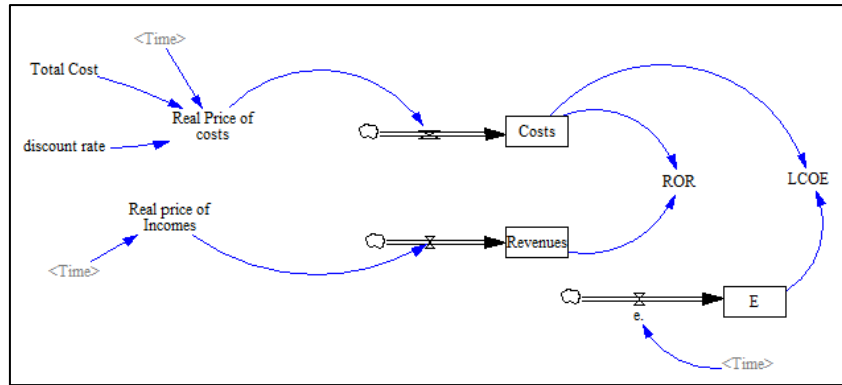 <Time>
Total Cost
Real Price of
costs
discount rate
Costs
ROR
LCOE
Real price of
Incomes
Revenues
<Time>
E
e.
<Time>